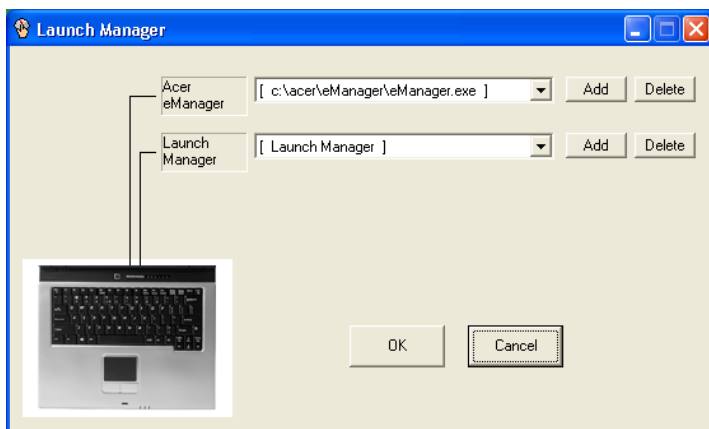 Launch Manager
Acer
eManager
[ c:\acer\eManager\eManager.exe ]
Add
Delete
Launch
Manager
[ Launch Manager ]
Add
Delete
OK
Cancel